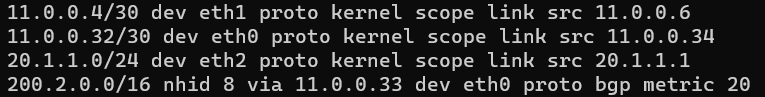 11.0.0.4/30 dev eth1 proto kernel scope link src 11.0.0.6
11.0.0.32/30 dev eth0 proto kernel scope link src 11.0.0.34
20.1.1.0/24 dev eth2 proto kernel scope link src 20.1.1.1
200.2.0.0/16 nhid 8 via 11.0.0.33 dev eth0 proto bgp metric 20